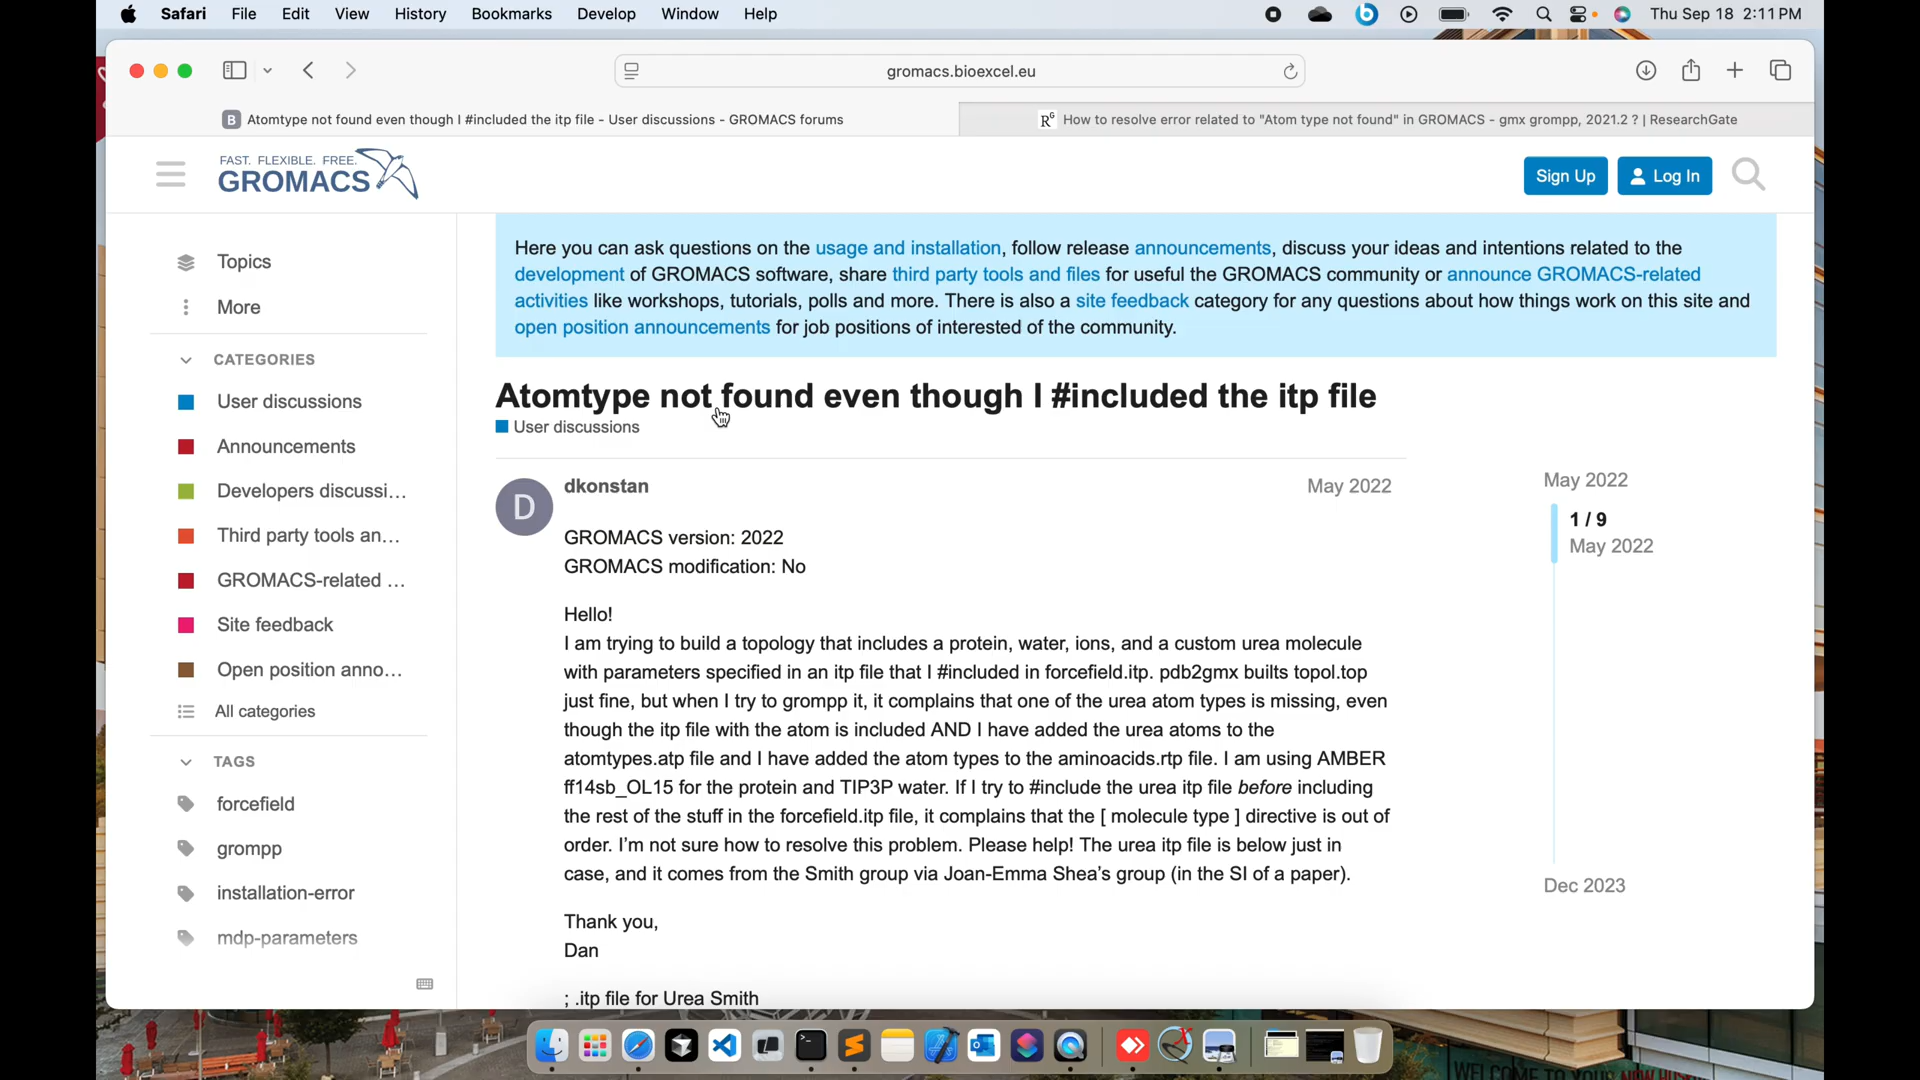 Safari File Edit View History Bookmarks Develop Window Help
Thu Sep 18 2:11 PM
gromacs.bioexcel.eu
B Atomtype not found even though I #included the itp file - User discussions - GROMACS forums
RG How to resolve error related to "Atom type not found" in GROMACS - gmx grompp, 2021.2 ? | ResearchGate
FAST. FLEXIBLE. FREE.
GROMACS
Sign Up
Log In
Topics
More
CATEGORIES
User discussions
Announcements
Developers discussi...
Third party tools an...
GROMACS-related ...
Site feedback
Open position anno...
All categories
TAGS
forcefield
grompp
installation-error
mdp-parameters
Here you can ask questions on the usage and installation, follow release announcements, discuss your ideas and intentions related to the
development of GROMACS software, share third party tools and files for useful the GROMACS community or announce GROMACS-related
activities like workshops, tutorials, polls and more. There is also a site feedback category for any questions about how things work on this site and
open position announcements for job positions of interested of the community.
Atomtype not found even though I #included the itp file
User discussions
D
dkonstan
May 2022
GROMACS version: 2022
GROMACS modification: No
Hello!
I am trying to build a topology that includes a protein, water, ions, and a custom urea molecule
with parameters specified in an itp file that I #included in forcefield.itp. pdb2gmx builts topol.top
just fine, but when I try to grompp it, it complains that one of the urea atom types is missing, even
though the itp file with the atom is included AND I have added the urea atoms to the
atomtypes.atp file and I have added the atom types to the aminoacids.rtp file. I am using AMBER
ff14sb_OL15 for the protein and TIP3P water. If I try to #include the urea itp file before including
the rest of the stuff in the forcefield.itp file, it complains that the [ molecule type ] directive is out of
order. I'm not sure how to resolve this problem. Please help! The urea itp file is below just in
case, and it comes from the Smith group via Joan-Emma Shea's group (in the SI of a paper).
Thank you,
Dan
; .itp file for Urea Smith
May 2022
1 / 9
May 2022
Dec 2023
WELCOME TO YOUR NEW HUS